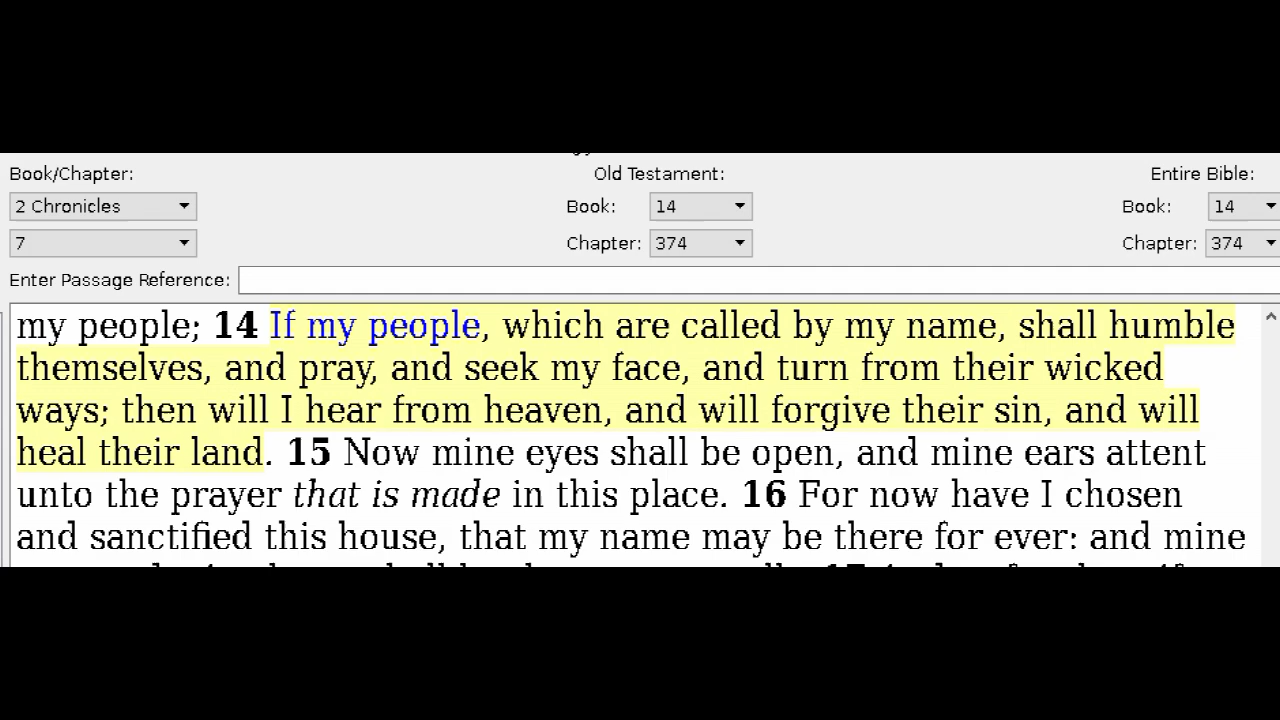 Book/Chapter:
Old Testament:
Entire Bible:
2 Chronicles
Book: 14
Book: 14
7
Chapter: 374
Chapter: 374
Enter Passage Reference:
my people; 14 If my people, which are called by my name, shall humble
themselves, and pray, and seek my face, and turn from their wicked
ways; then will I hear from heaven, and will forgive their sin, and will
heal their land. 15 Now mine eyes shall be open, and mine ears attent
unto the prayer that is made in this place. 16 For now have I chosen
and sanctified this house, that my name may be there for ever: and mine